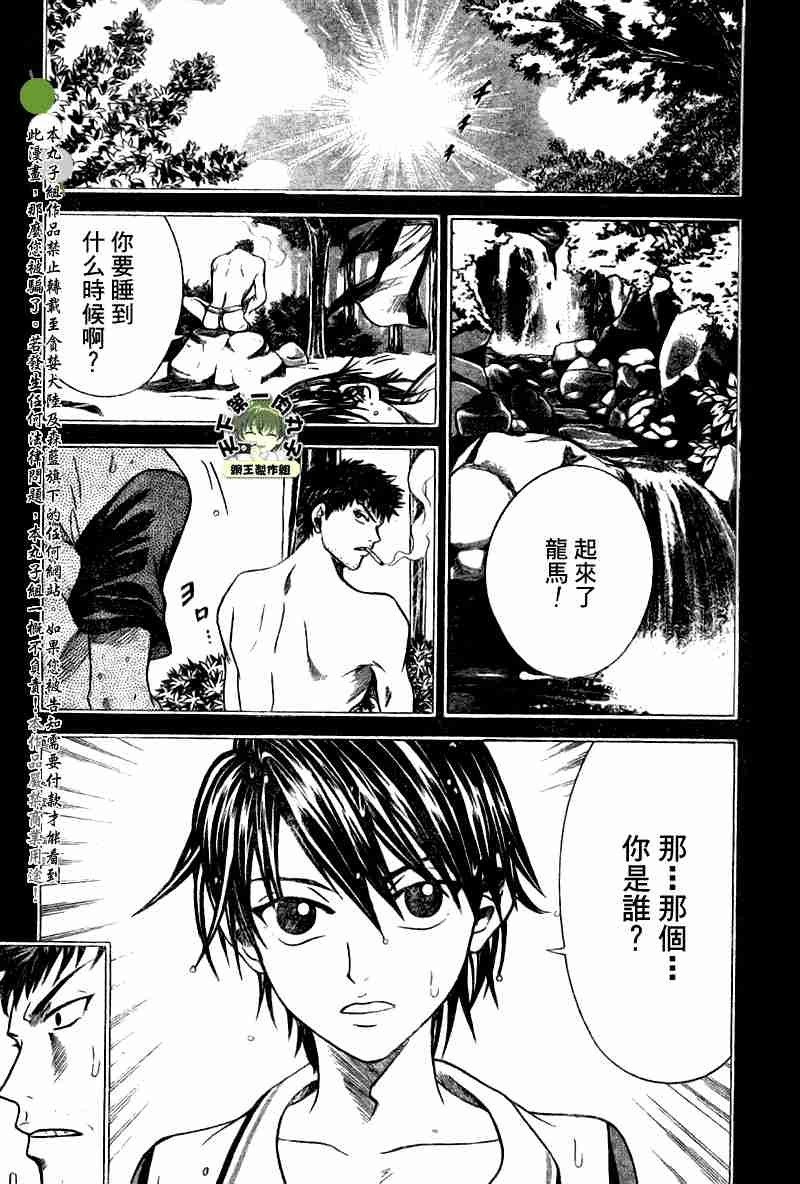 起來了
龍馬！
你要睡到
什么時候啊？
ヨロ…
那…那個…
你是誰？
網王製作組
本丸子組作品禁止轉載至貪婪大陸及森藍旗下的任何網站。如果您被告知需要付款才能看到
此漫畫，那麼您被騙了。若發生任何法律問題，本丸子組一概不負責！本作品嚴禁商業用途！